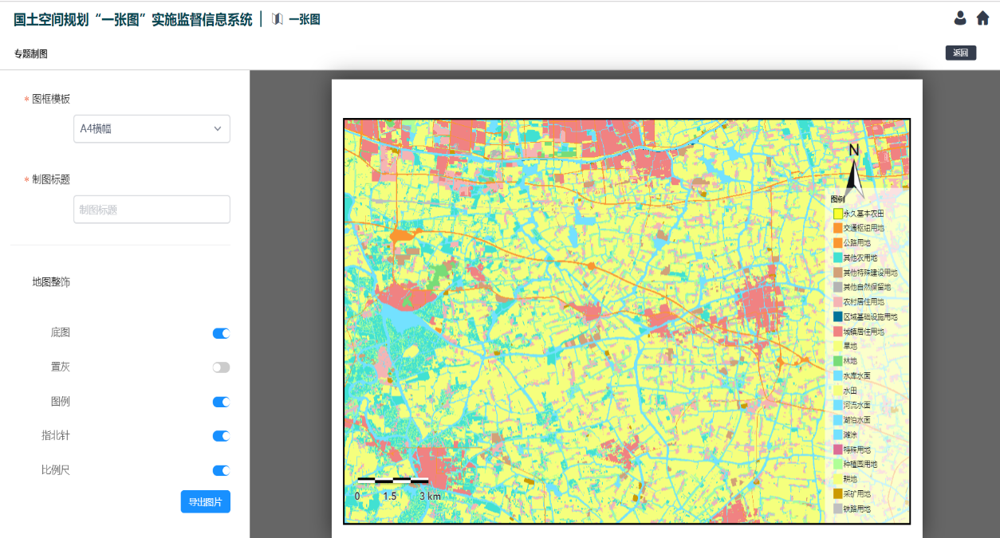 国土空间规划“一张图”实施监督信息系统 一张图
专题制图
返回
* 图框模板
A4横幅
* 制图标题
制图标题
地图整饰
底图
置灰
图例
指北针
比例尺
导出图片
N
图例
永久基本农田
交通枢纽用地
公路用地
其他农用地
其他特殊建设用地
其他自然保留地
农村居住用地
区域基础设施用地
城镇居住用地
旱地
林地
水库水面
水田
河流水面
湖泊水面
滩涂
特殊用地
种植园用地
耕地
采矿用地
铁路用地
0 1.5 3 km